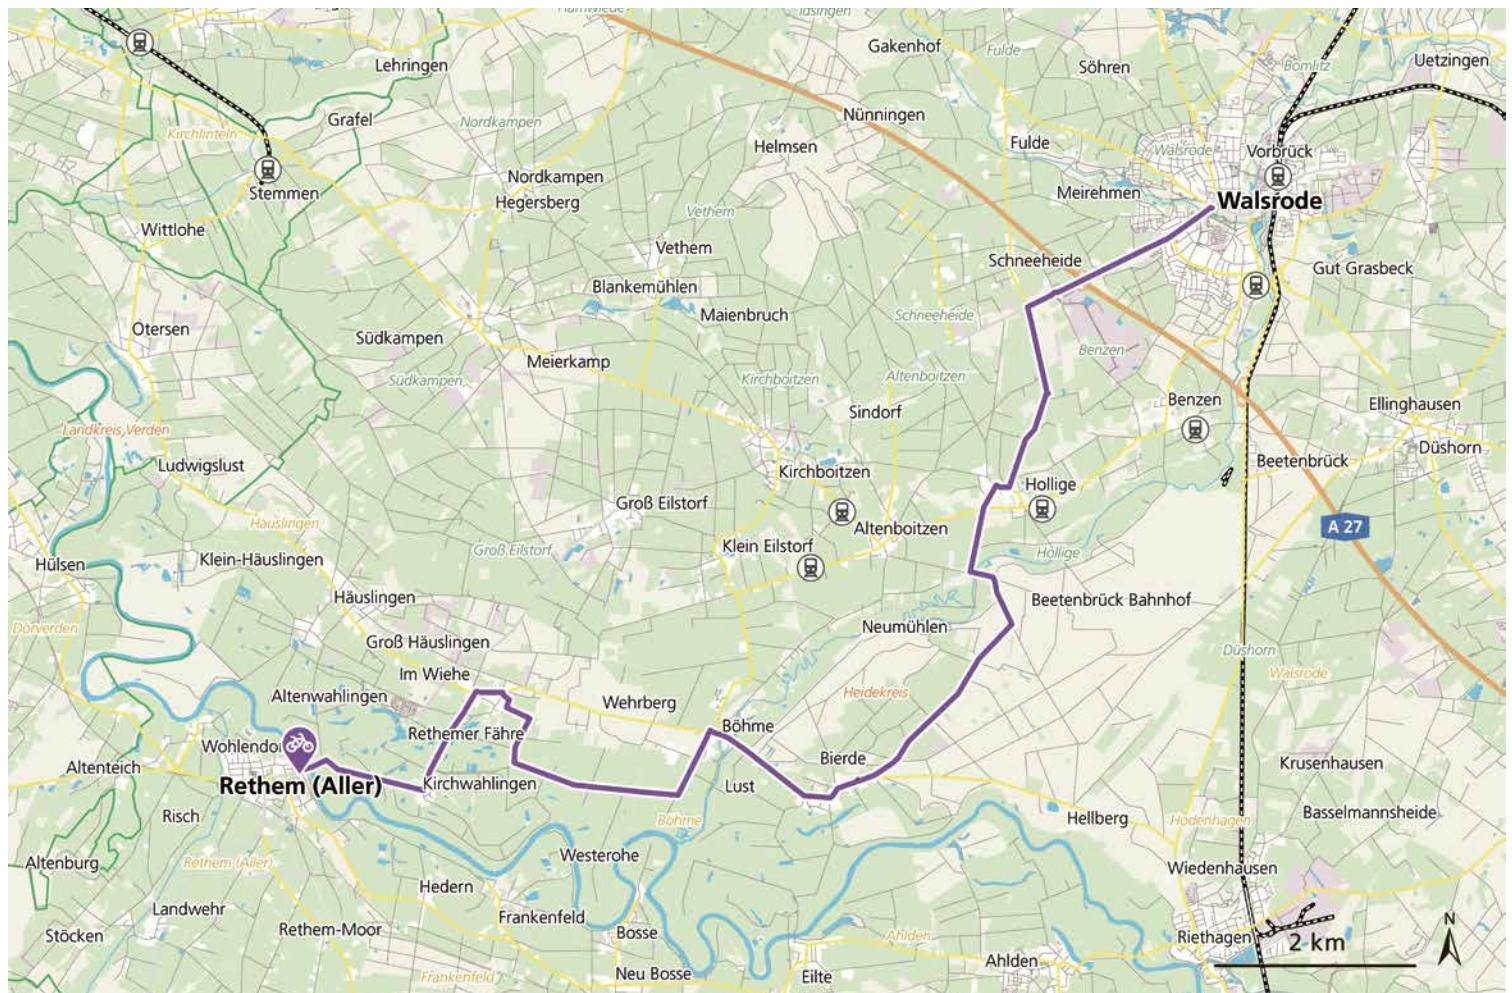 Hamwiede
Idsingen
Gakenhof
Fulde
Söhren
Bomlitz
Uetzingen
Lehringen
Grafel
Kirchlinteln
Nordkampen
Nünningen
Helmsen
Fulde
Walsrode
Vorbrück
Stemmen
Nordkampen
Hegersberg
Meirehmen
Walsrode
Wittlohe
Vethem
Vethem
Schneeheide
Gut Grasbeck
Blankemühlen
Maienbruch
Schneeheide
Otersen
Südkampen
Meierkamp
Benzen
Südkampen
Kirchboitzen
Altenboitzen
Sindorf
Benzen
Ellinghausen
Landkreis Verden
Düshorn
Ludwigslust
Kirchboitzen
Beetenbrück
Hollige
Groß Eilstorf
Häuslingen
Altenboitzen
A 27
Klein-Häuslingen
Groß Eilstorf
Klein Eilstorf
Hollige
Hülsen
Häuslingen
Beetenbrück Bahnhof
Dörverden
Groß Häuslingen
Neumühlen
Düshorn
Im Wiehe
Walsrode
Altenwahlingen
Wehrberg
Heidekreis
Rethemer Fähre
Böhme
Wohlendorf
Altenteich
Bierde
Krusenhausen
Rethem (Aller)
Kirchwahlingen
Lust
Risch
Böhme
Hellberg
Hodenhagen
Basselmannsheide
Altenburg
Rethem (Aller)
Westerohe
Wiedenhausen
Hedern
Landwehr
Frankenfeld
Stöcken
Rethem-Moor
Bosse
Ahlden
Riethagen
2 km
N
Frankenfeld
Neu Bosse
Eilte
Ahlden